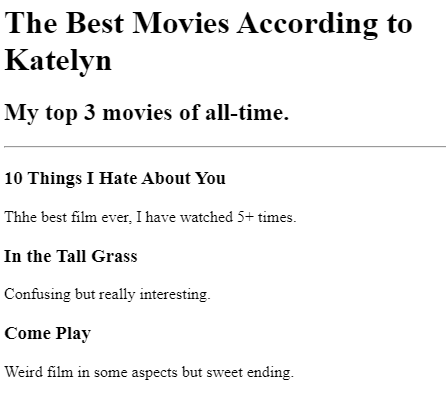 The Best Movies According to
Katelyn
My top 3 movies of all-time.
10 Things I Hate About You
Thhe best film ever, I have watched 5+ times.
In the Tall Grass
Confusing but really interesting.
Come Play
Weird film in some aspects but sweet ending.